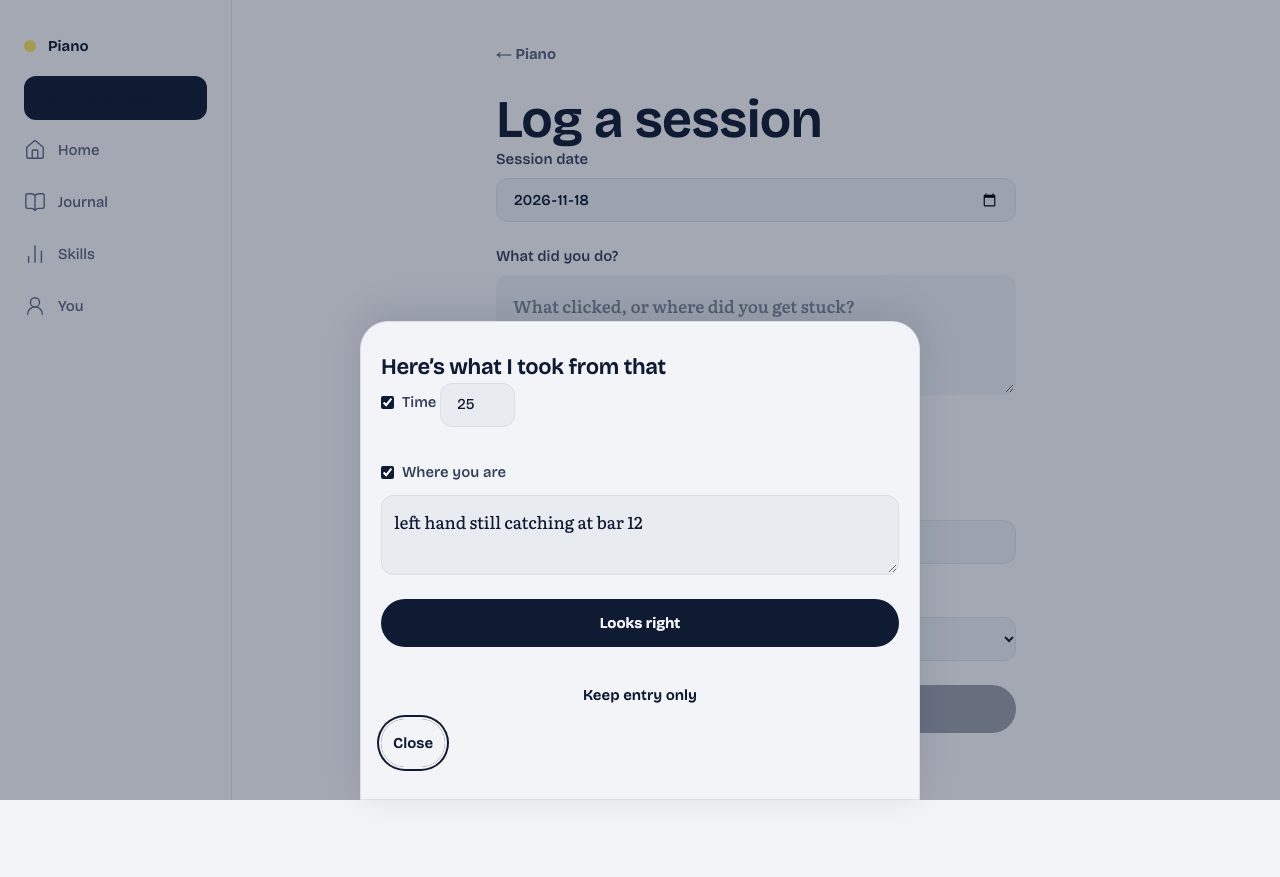 Piano
Home
Journal
Skills
You
← Piano
Log a session
Session date
2026-11-18
What did you do?
What clicked, or where did you get stuck?
Here’s what I took from that
Time 25
Where you are
left hand still catching at bar 12
Looks right
Keep entry only
Close